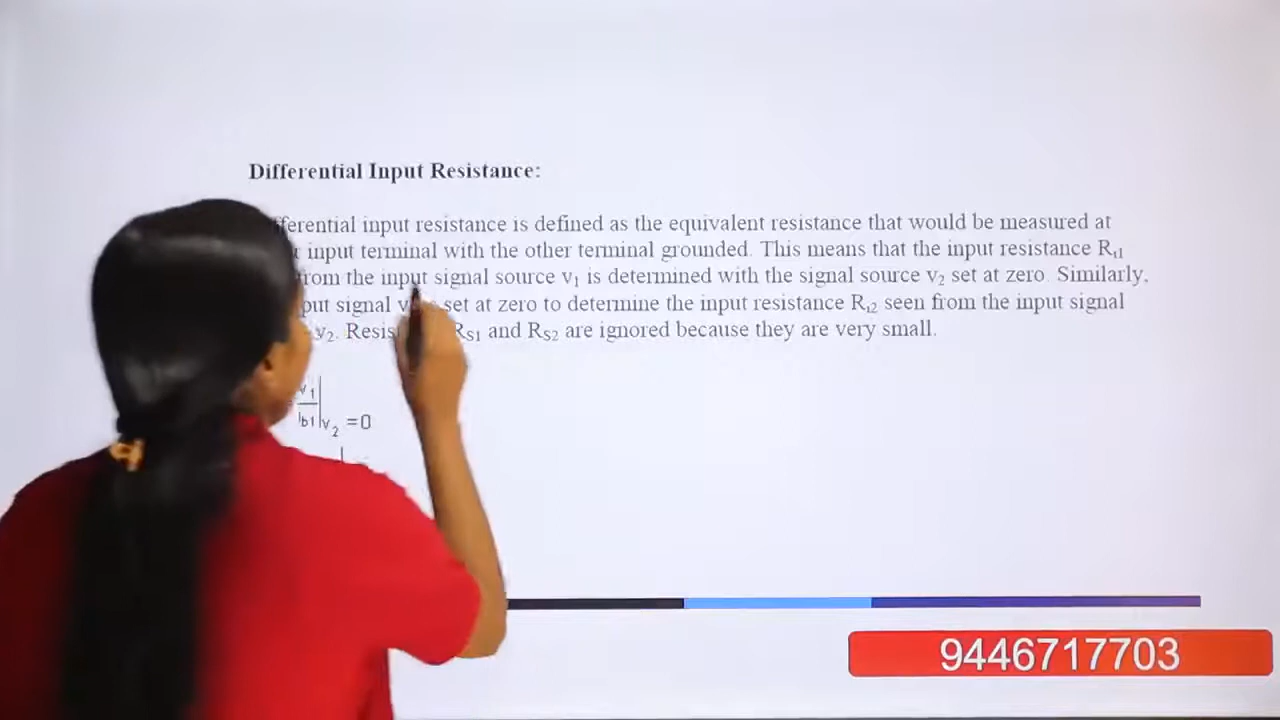 Differential Input Resistance:
input resistance is defined as the equivalent resistance that would be measured at
input terminal with the other terminal grounded. This means that the input resistance Ri1
the input signal source v1 is determined with the signal source v2 set at zero. Similarly,
signal set at zero to determine the input resistance Ri2 seen from the input signal
v2. RS1 and RS2 are ignored because they are very small.
v1
Ib1 v2 =0
9446717703